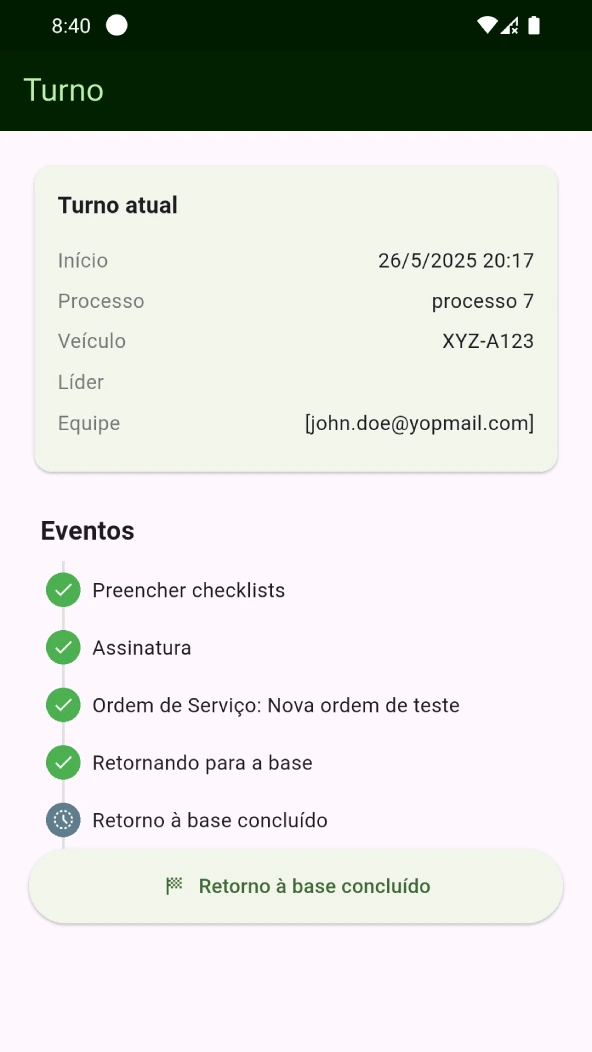 8:40
Turno
Turno atual
Início 26/5/2025 20:17
Processo processo 7
Veículo XYZ-A123
Líder
Equipe [john.doe@yopmail.com]
Eventos
Preencher checklists
Assinatura
Ordem de Serviço: Nova ordem de teste
Retornando para a base
Retorno à base concluído
Retorno à base concluído